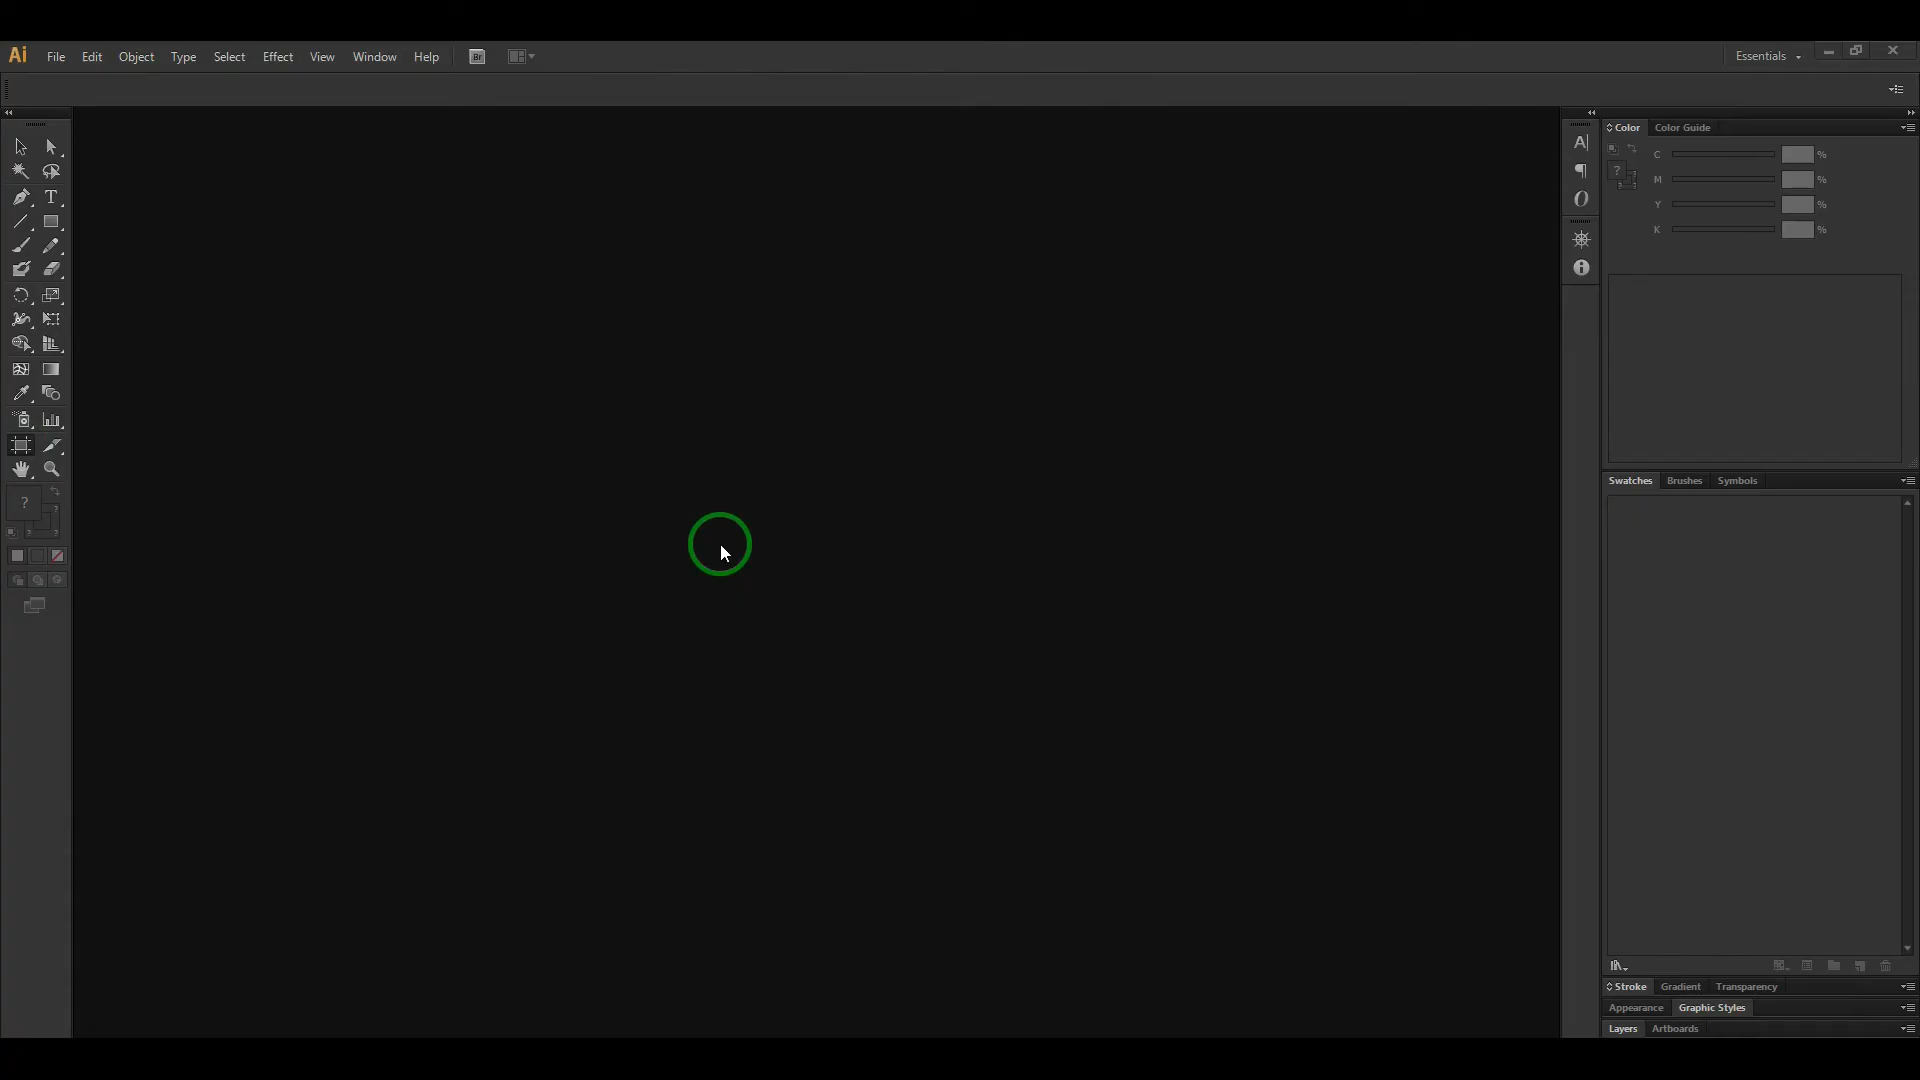 Ai File Edit Object Type Select Effect View Window Help Br Essentials
Color Color Guide
C %
M %
Y %
K %
?
T
A
?
Swatches Brushes Symbols
Stroke Gradient Transparency
Appearance Graphic Styles
Layers Artboards